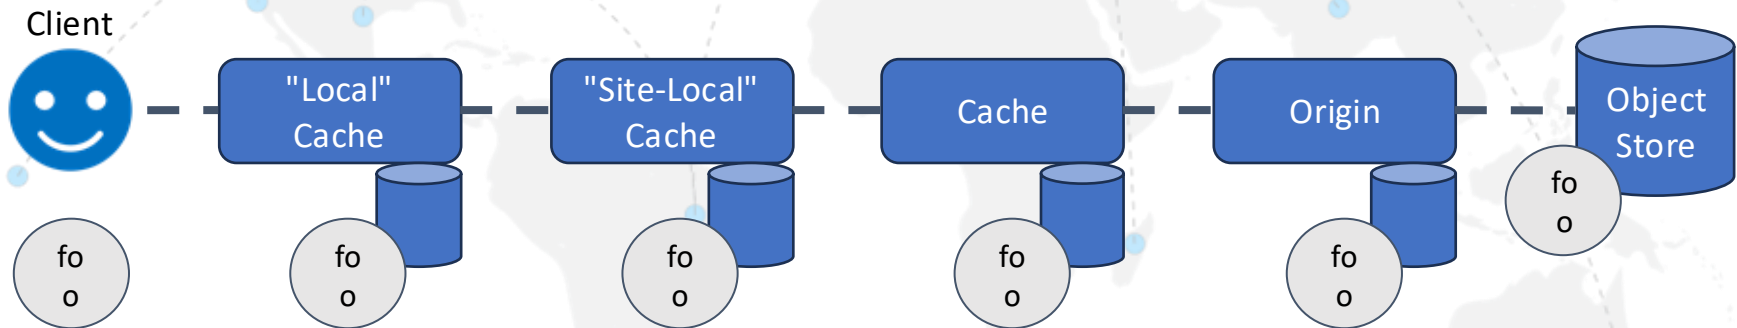 Client
"Local"
Cache
"Site-Local"
Cache
Cache
Origin
Object
Store
fo
o
fo
o
fo
o
fo
o
fo
o
fo
o